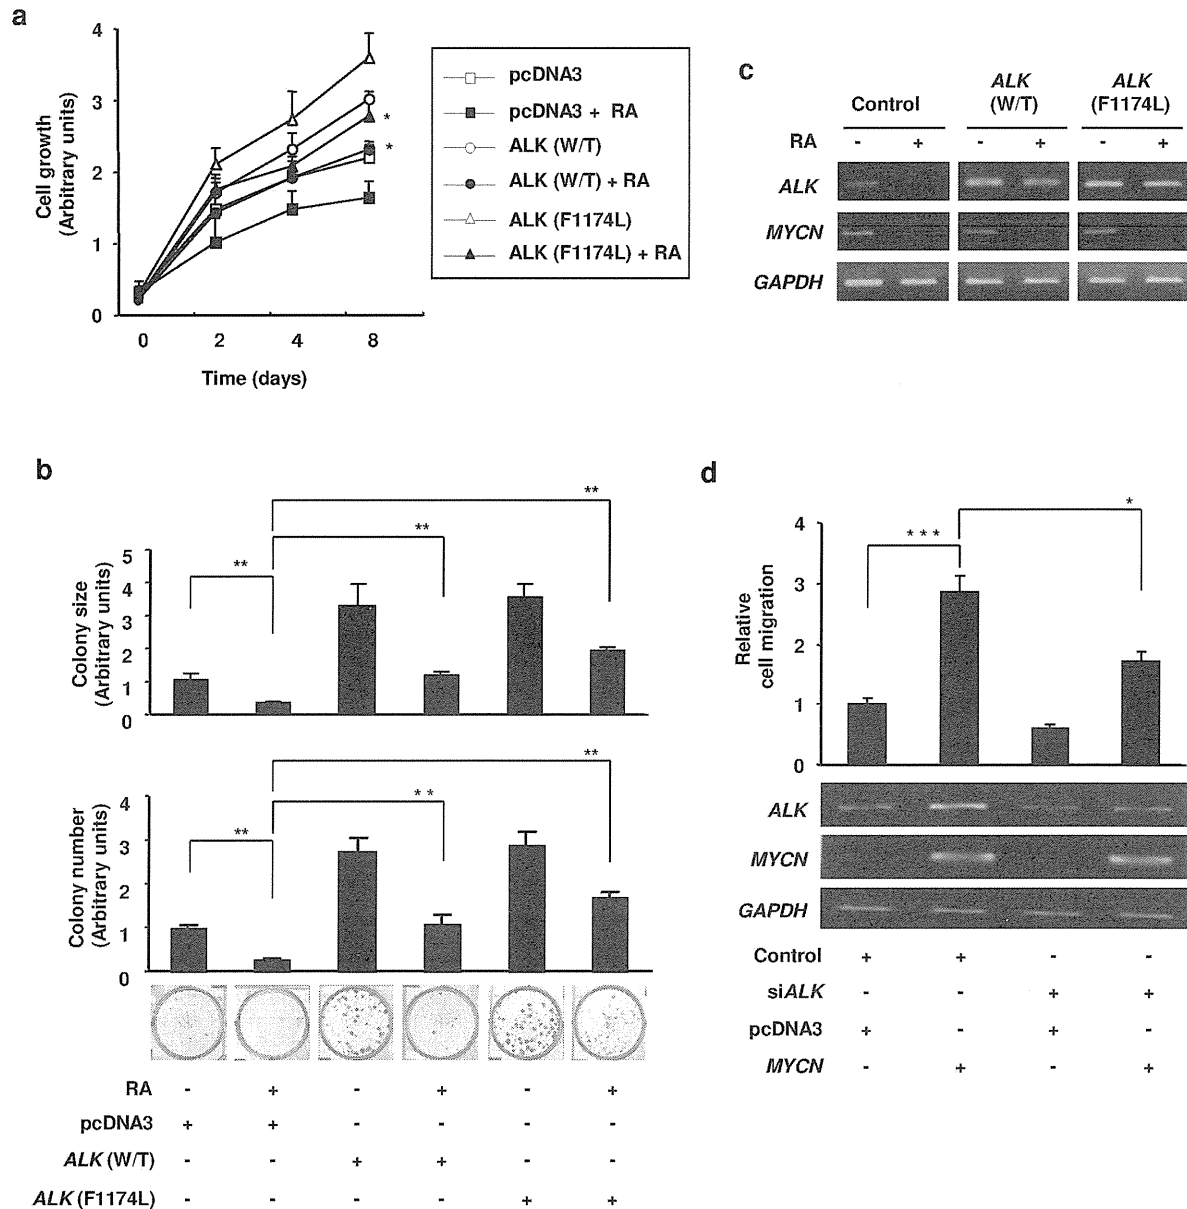 a
4
3
2
1
0
Cell growth
(Arbitrary units)
0 2 4 8
Time (days)
* 
*
pcDNA3
pcDNA3 + RA
ALK (W/T)
ALK (W/T) + RA
ALK (F1174L)
ALK (F1174L) + RA
c
Control ALK (W/T) ALK (F1174L)
RA - + - + - +
ALK
MYCN
GAPDH
b
** 
** 
**
5
4
3
2
1
0
Colony size
(Arbitrary units)
**
* *
**
4
3
2
1
0
Colony number
(Arbitrary units)
RA - + - + - +
pcDNA3 + + - - - -
ALK (W/T) - - + + - -
ALK (F1174L) - - - - + +
d
* * *
*
4
3
2
1
0
Relative
cell migration
ALK
MYCN
GAPDH
Control + + - -
siALK - - + +
pcDNA3 + - + -
MYCN - + - +